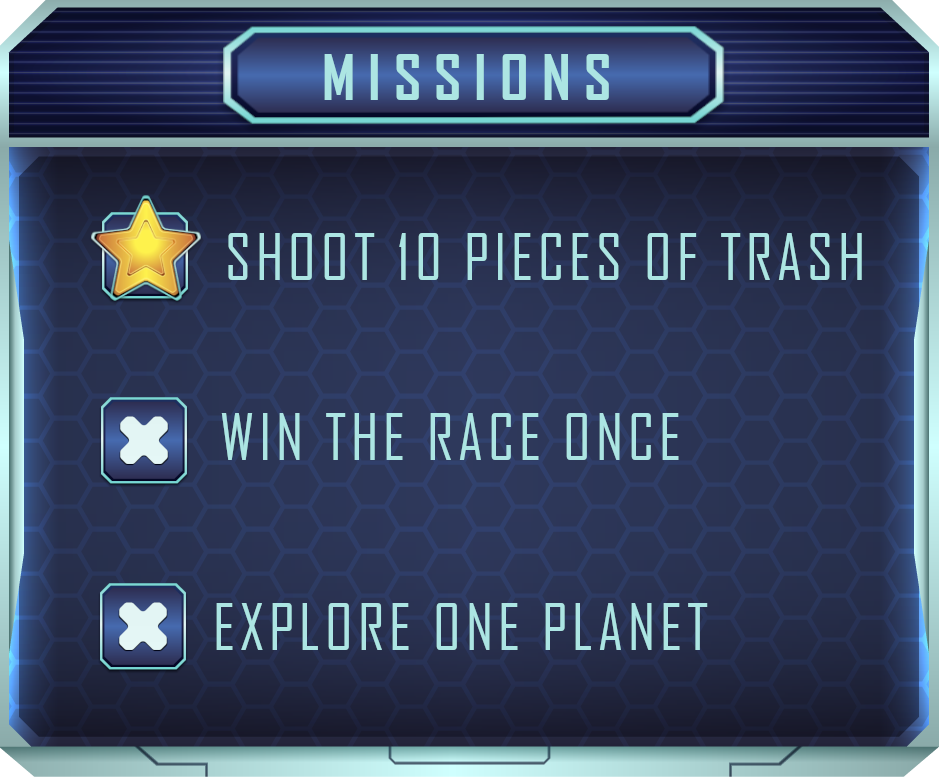 MISSIONS
SHOOT 10 PIECES OF TRASH
WIN THE RACE ONCE
EXPLORE ONE PLANET